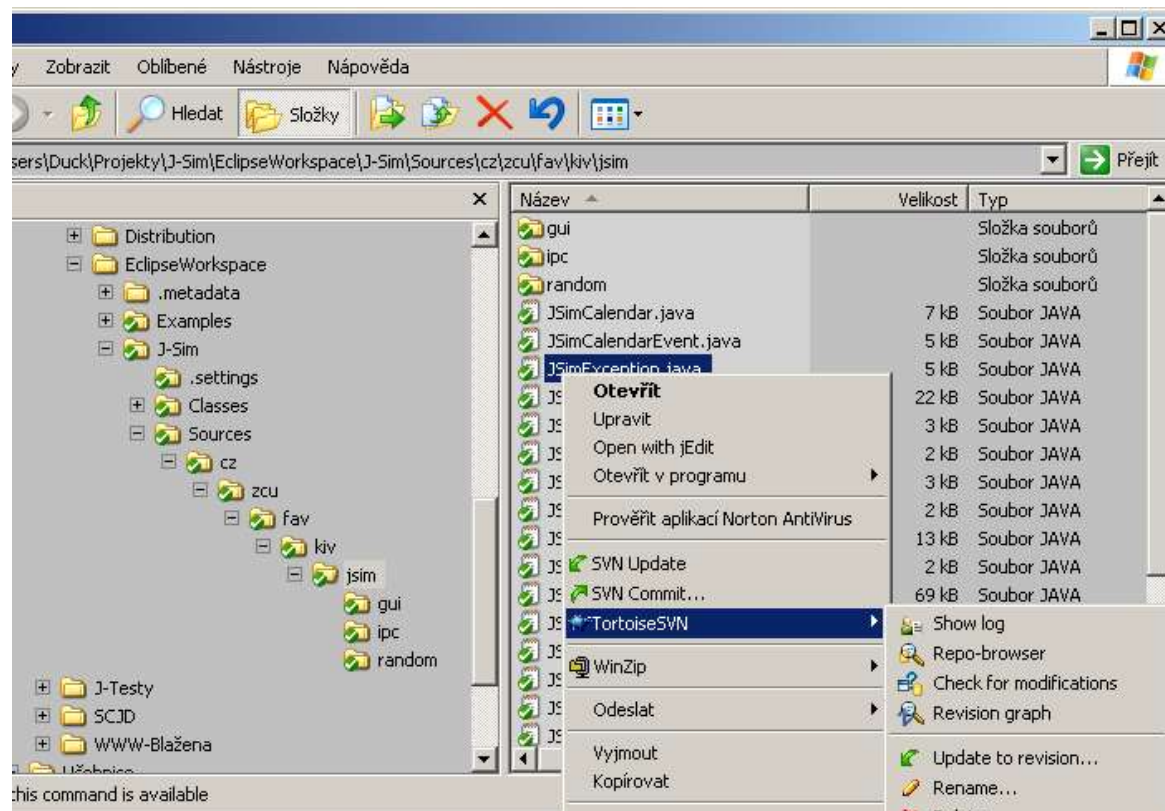 Zobrazit Oblíbené Nástroje Nápověda
Hledat Složky
sers\Duck\Projekty\J-Sim\EclipseWorkspace\J-Sim\Sources\cz\zcu\fav\kiv\jsim Přejít
Distribution
EclipseWorkspace
.metadata
Examples
J-Sim
.settings
Classes
Sources
cz
zcu
fav
kiv
jsim
gui
ipc
random
J-Testy
SCJD
WWW-Blažena
Učebnice
this command is available
Název Velikost Typ
gui Složka souborů
ipc Složka souborů
random Složka souborů
JSimCalendar.java 7 kB Soubor JAVA
JSimCalendarEvent.java 5 kB Soubor JAVA
JSimException.java 5 kB Soubor JAVA
22 kB Soubor JAVA
3 kB Soubor JAVA
2 kB Soubor JAVA
3 kB Soubor JAVA
2 kB Soubor JAVA
13 kB Soubor JAVA
2 kB Soubor JAVA
69 kB Soubor JAVA
Otevřít
Upravit
Open with jEdit
Otevřít v programu
Prověřit aplikací Norton AntiVirus
SVN Update
SVN Commit...
TortoiseSVN
WinZip
Odeslat
Vyjmout
Kopírovat
Show log
Repo-browser
Check for modifications
Revision graph
Update to revision...
Rename...